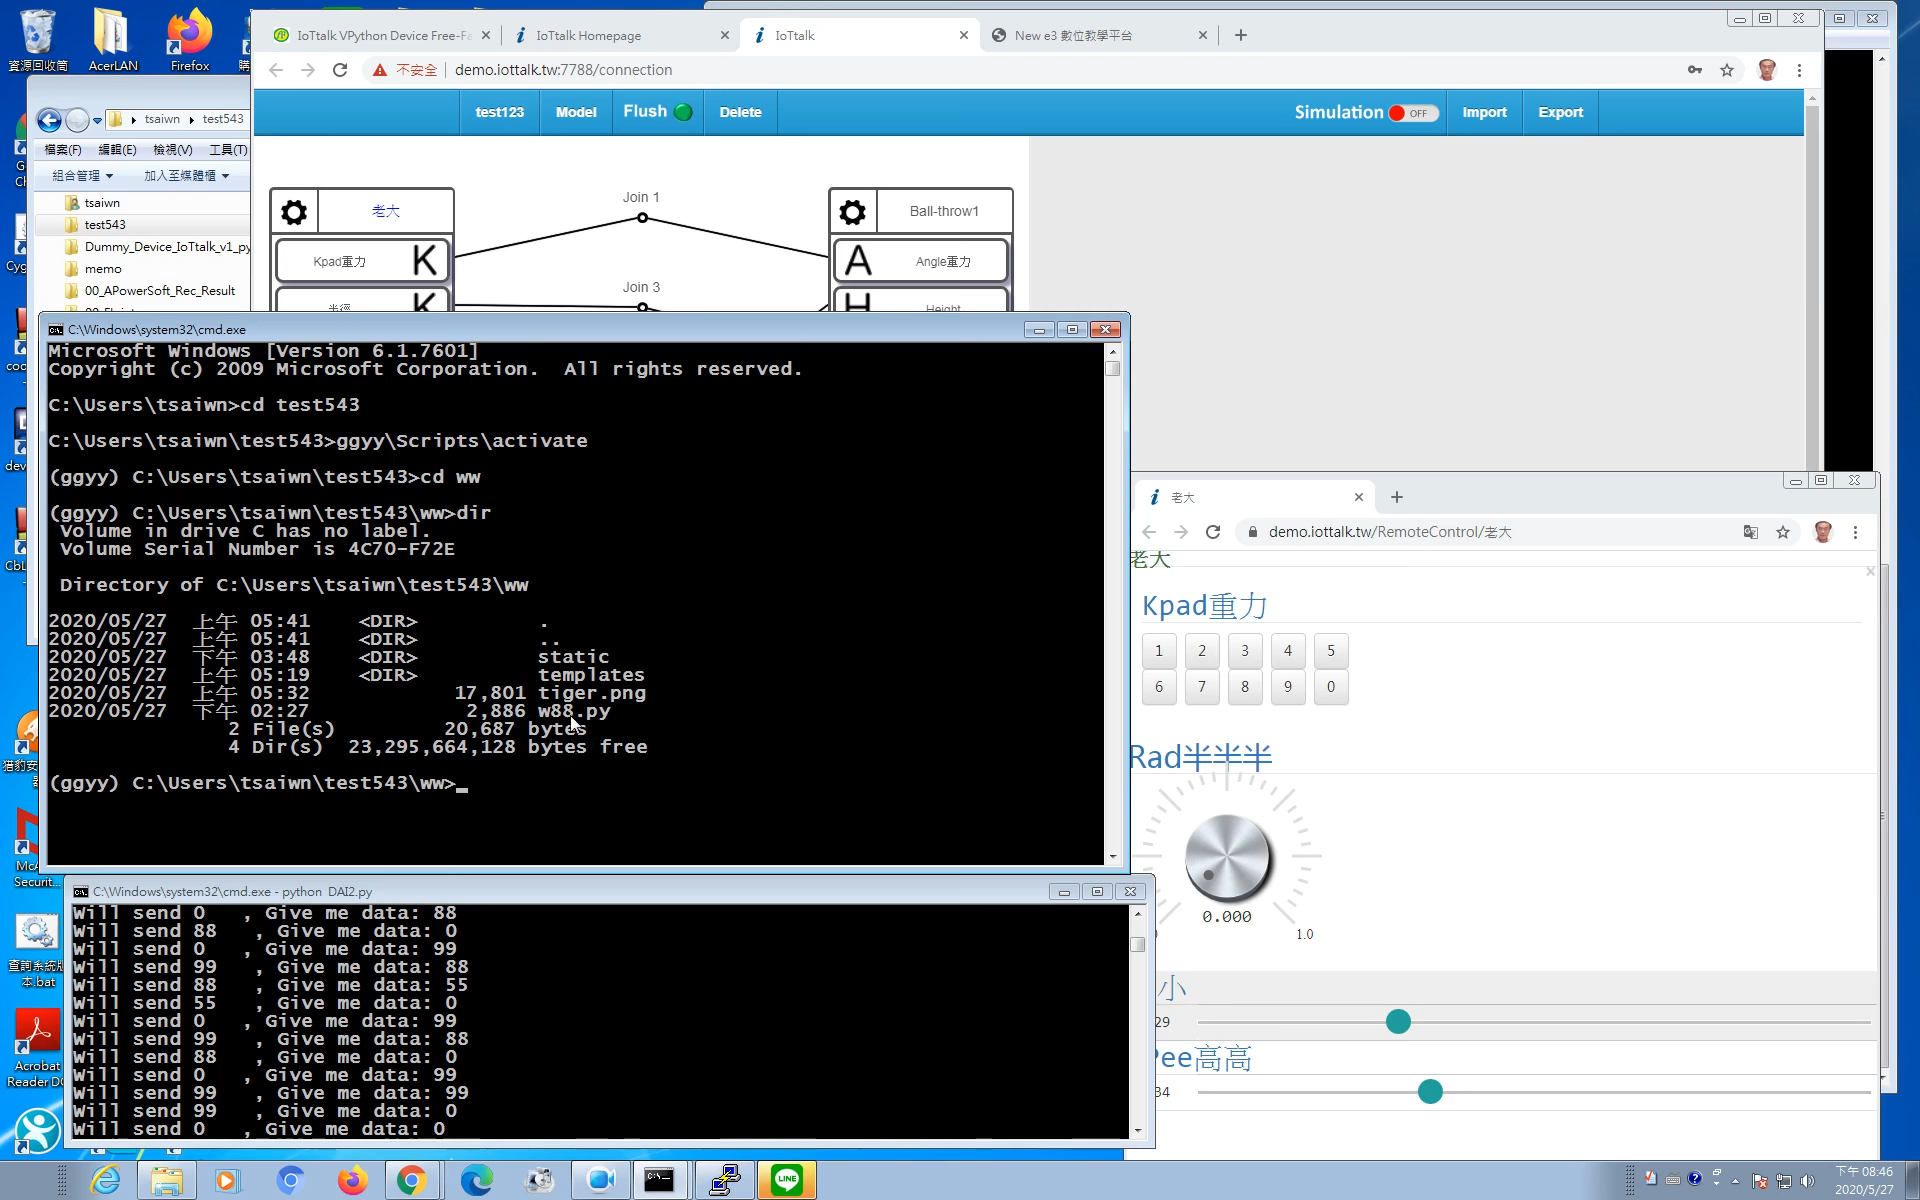 資源回收筒
AcerLAN
Firefox
IoTtalk VPython Device Free-Fa
IoTtalk Homepage
IoTtalk
New e3 數位教學平台
不安全
demo.iottalk.tw:7788/connection
tsaiwn
test543
檔案(F) 編輯(E) 檢視(V) 工具(T)
組合管理
加入至媒體櫃
tsaiwn
test543
Dummy_Device_IoTtalk_v1_py
memo
00_APowerSoft_Rec_Result
test123
Model
Flush
Delete
Simulation
OFF
Import
Export
老大
Kpad重力
K
Join 1
Join 3
Ball-throw1
A
Angle重力
Height
C:\Windows\system32\cmd.exe
Microsoft Windows [Version 6.1.7601]
Copyright (c) 2009 Microsoft Corporation.  All rights reserved.
C:\Users\tsaiwn>cd test543
C:\Users\tsaiwn\test543>ggyy\Scripts\activate
(ggyy) C:\Users\tsaiwn\test543>cd ww
(ggyy) C:\Users\tsaiwn\test543\ww>dir
Volume in drive C has no label.
Volume Serial Number is 4C70-F72E
Directory of C:\Users\tsaiwn\test543\ww
2020/05/27  上午 05:41    <DIR>          .
2020/05/27  上午 05:41    <DIR>          ..
2020/05/27  下午 03:48    <DIR>          static
2020/05/27  上午 05:19    <DIR>          templates
2020/05/27  上午 05:32            17,801 tiger.png
2020/05/27  下午 02:27             2,886 w88.py
2 File(s)         20,687 bytes
4 Dir(s)  23,295,664,128 bytes free
(ggyy) C:\Users\tsaiwn\test543\ww>
C:\Windows\system32\cmd.exe - python DAI2.py
Will send 0   , Give me data: 88
Will send 88   , Give me data: 0
Will send 0   , Give me data: 99
Will send 99   , Give me data: 88
Will send 88   , Give me data: 55
Will send 55   , Give me data: 0
Will send 0   , Give me data: 99
Will send 99   , Give me data: 88
Will send 88   , Give me data: 0
Will send 0   , Give me data: 99
Will send 99   , Give me data: 99
Will send 99   , Give me data: 0
Will send 0   , Give me data: 0
老大
demo.iottalk.tw/RemoteControl/老大
老大
Kpad重力
1 2 3 4 5
6 7 8 9 0
Rad半半半
0.000
1.0
小
29
ee高高
34
Securit...
查詢系統版
本.bat
Acrobat
Reader DC
LINE
下午 08:46
2020/5/27